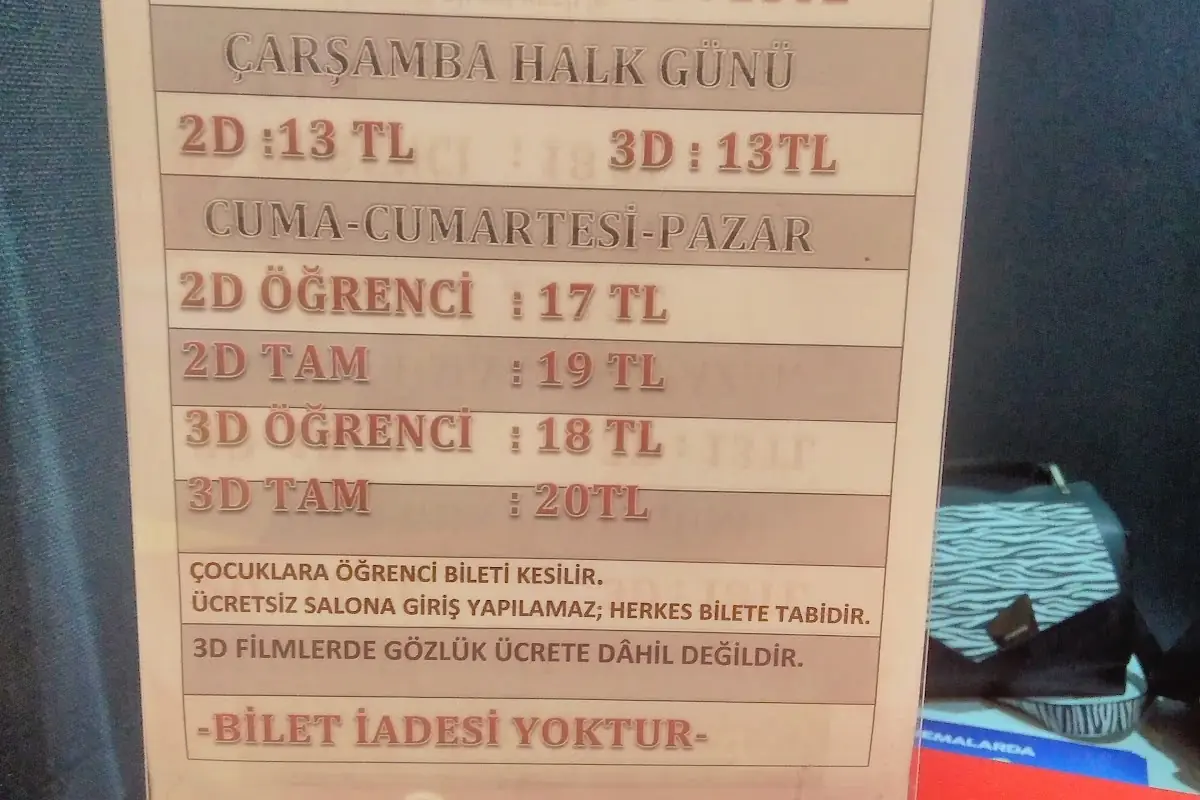 ÇARŞAMBA HALK GÜNÜ
2D :13 TL 3D : 13TL
CUMA-CUMARTESİ-PAZAR
2D ÖĞRENCİ : 17 TL
2D TAM : 19 TL
3D ÖĞRENCİ : 18 TL
3D TAM : 20TL
ÇOCUKLARA ÖĞRENCİ BİLETİ KESİLİR.
ÜCRETSİZ SALONA GİRİŞ YAPILAMAZ; HERKES BİLETE TABİDİR.
3D FİLMLERDE GÖZLÜK ÜCRETE DÂHİL DEĞİLDİR.
-BİLET İADESİ YOKTUR-